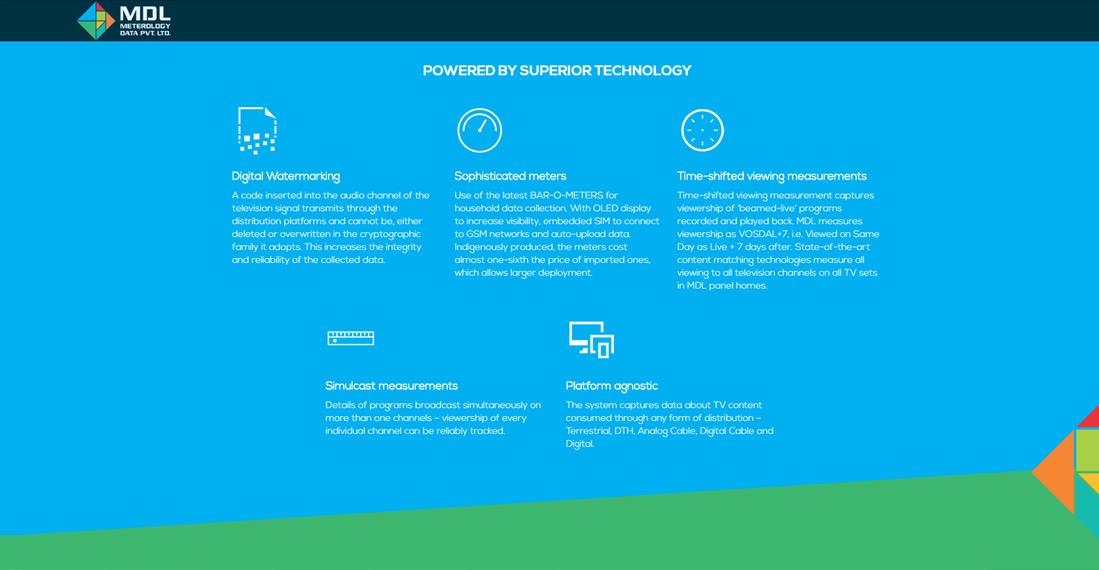 MDL
METEROLOGY
DATA PVT. LTD.
POWERED BY SUPERIOR TECHNOLOGY
Digital Watermarking
A code inserted into the audio channel of the
television signal transmits through the
distribution platforms and cannot be, either
deleted or overwritten in the cryptographic
family it adopts. This increases the integrity
and reliability of the collected data.
Sophisticated meters
Use of the latest BAR-O-METERS for
household data collection. With OLED display
to increase visibility, embedded SIM to connect
to GSM networks and auto-upload data.
Indigenously produced, the meters cost
almost one-sixth the price of imported ones,
which allows larger deployment.
Time-shifted viewing measurements
Time-shifted viewing measurement captures
viewership of 'beamed-live' programs
recorded and played back. MDL measures
viewership as VOSDAL+7, i.e. Viewed on Same
Day as Live + 7 days after. State-of-the-art
content matching technologies measure all
viewing to all television channels on all TV sets
in MDL panel homes.
Simulcast measurements
Details of programs broadcast simultaneously on
more than one channels – viewership of every
individual channel can be reliably tracked.
Platform agnostic
The system captures data about TV content
consumed through any form of distribution –
Terrestrial, DTH, Analog Cable, Digital Cable and
Digital.